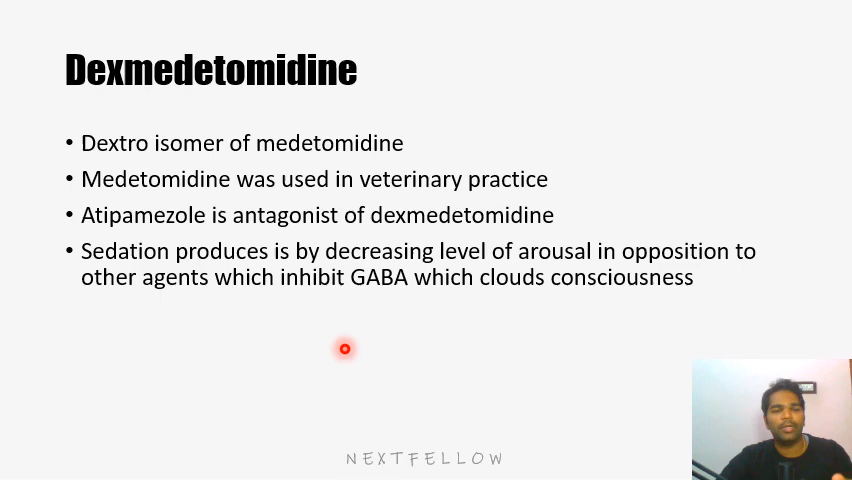 Dexmedetomidine
• Dextro isomer of medetomidine
• Medetomidine was used in veterinary practice
• Atipamezole is antagonist of dexmedetomidine
• Sedation produces is by decreasing level of arousal in opposition to
other agents which inhibit GABA which clouds consciousness
NEXTFELLOW